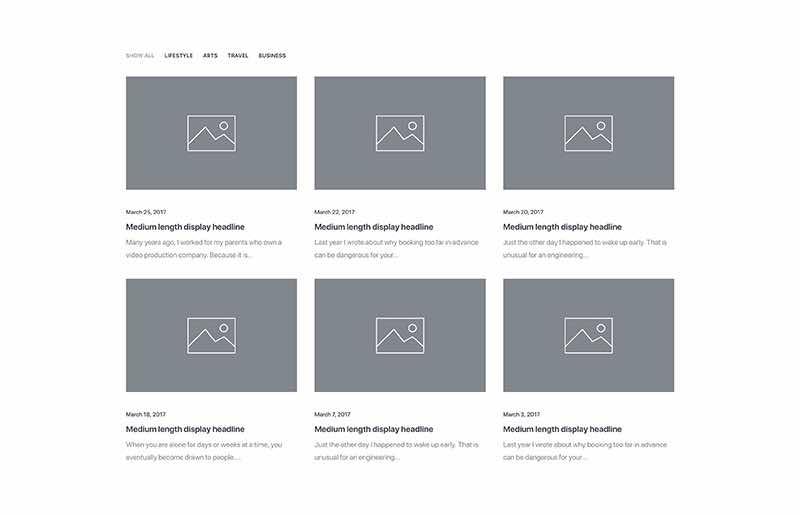 SHOW ALL LIFESTYLE ARTS TRAVEL BUSINESS
March 25, 2017
Medium length display headline
Many years ago, I worked for my parents who own a
video production company. Because it is...
March 22, 2017
Medium length display headline
Last year I wrote about why booking too far in advance
can be dangerous for your...
March 20, 2017
Medium length display headline
Just the other day I happened to wake up early. That is
unusual for an engineering...
March 18, 2017
Medium length display headline
When you are alone for days or weeks at a time, you
eventually become drawn to people....
March 7, 2017
Medium length display headline
Just the other day I happened to wake up early. That is
unusual for an engineering...
March 3, 2017
Medium length display headline
Last year I wrote about why booking too far in advance
can be dangerous for your...